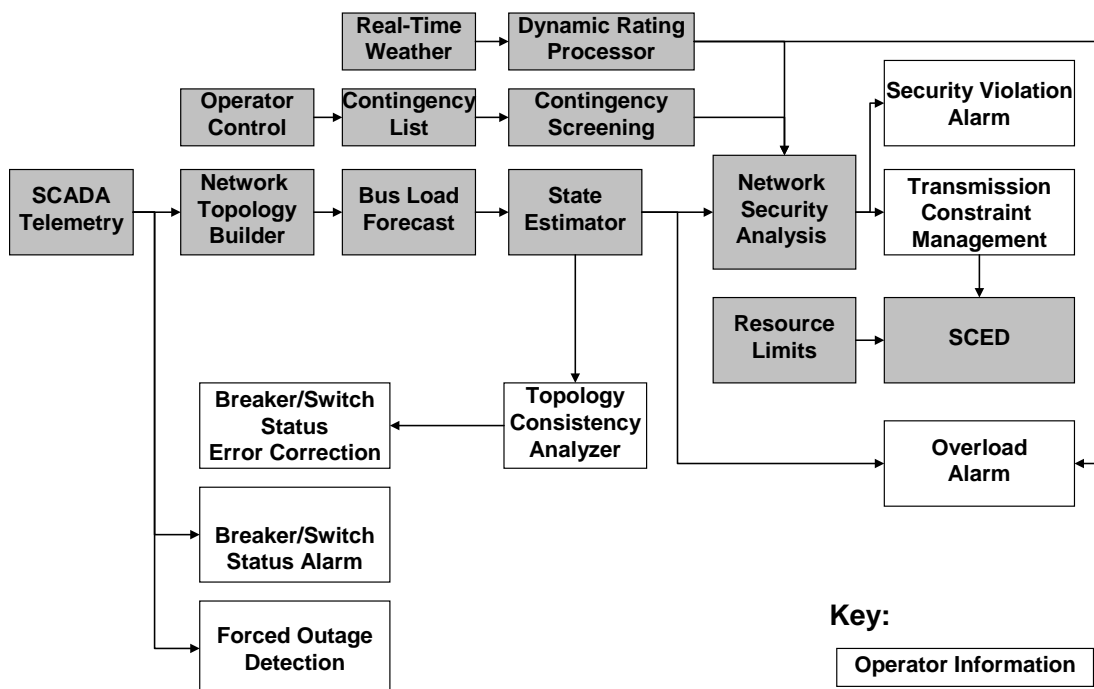 Real-Time
Weather
Dynamic Rating
Processor
Operator
Control
Contingency
List
Contingency
Screening
Security Violation
Alarm
SCADA
Telemetry
Network
Topology
Builder
Bus Load
Forecast
State
Estimator
Network
Security
Analysis
Transmission
Constraint
Management
Resource
Limits
SCED
Breaker/Switch
Status
Error Correction
Topology
Consistency
Analyzer
Overload
Alarm
Breaker/Switch
Status Alarm
Forced Outage
Detection
Key:
Operator Information